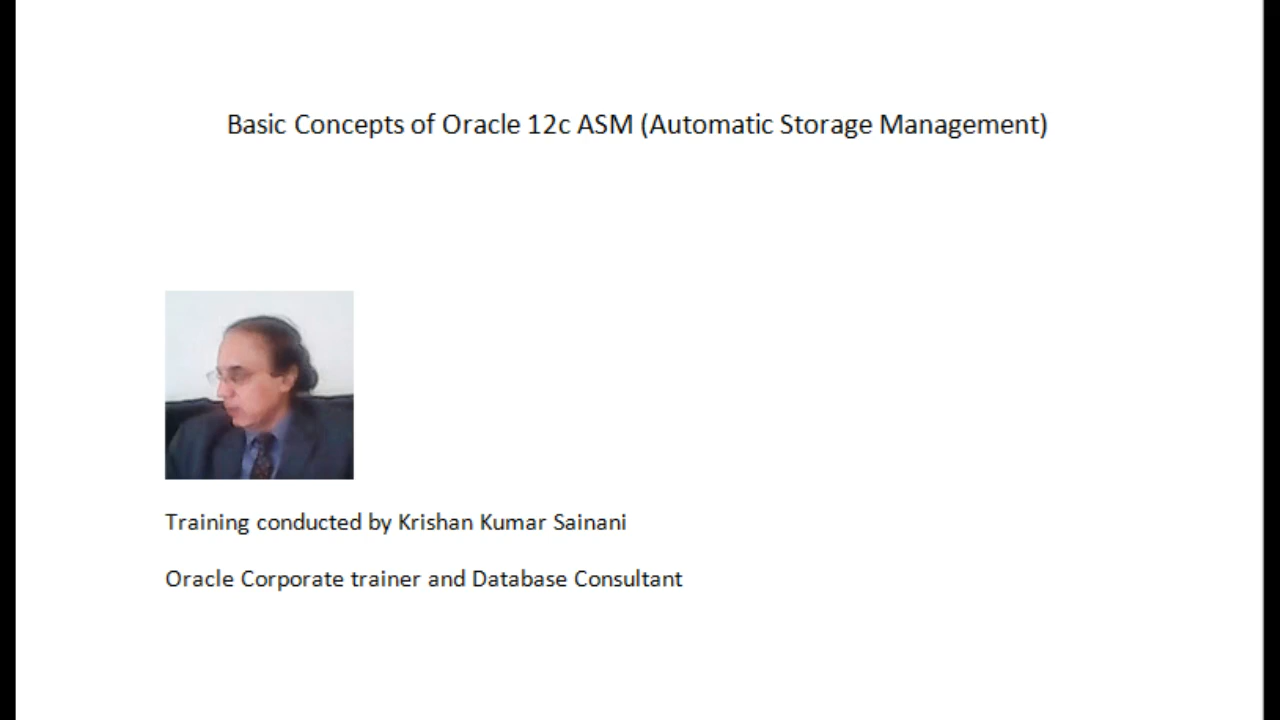 Basic Concepts of Oracle 12c ASM (Automatic Storage Management)
Training conducted by Krishan Kumar Sainani
Oracle Corporate trainer and Database Consultant